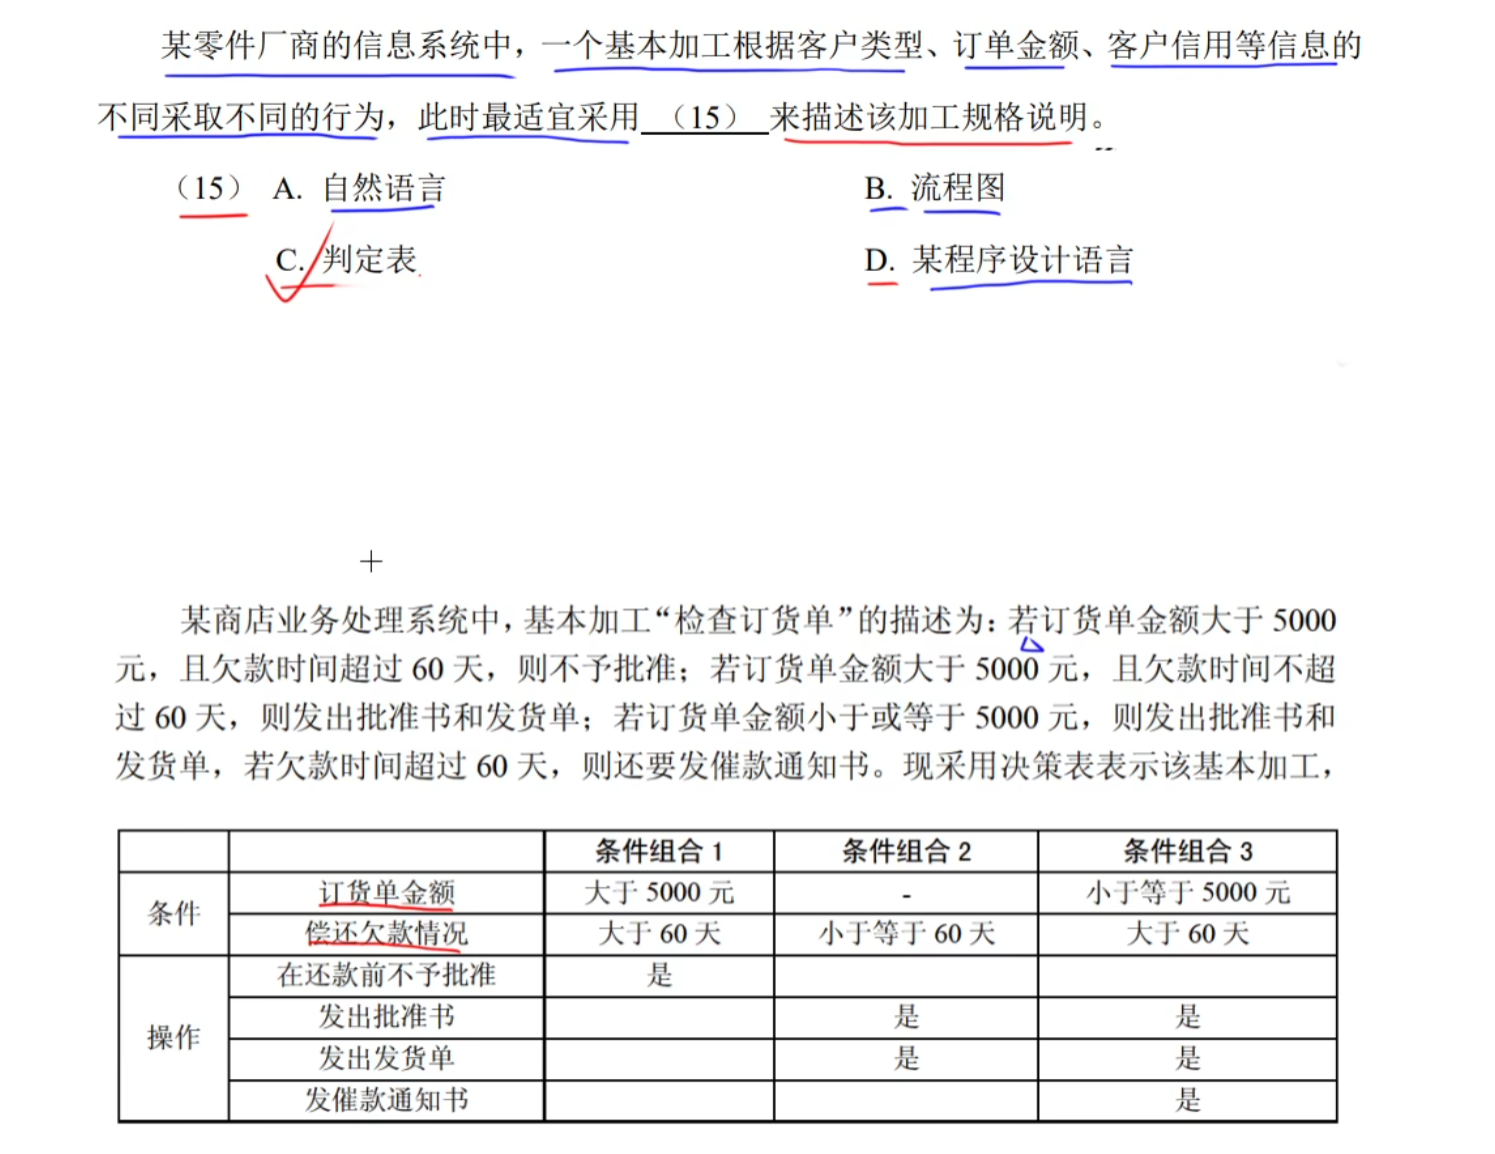 某零件厂商的信息系统中，一个基本加工根据客户类型、订单金额、客户信用等信息的
不同采取不同的行为，此时最适宜采用 （15） 来描述该加工规格说明。
（15） A. 自然语言 B. 流程图
C. 判定表 D. 某程序设计语言
某商店业务处理系统中，基本加工“检查订货单”的描述为：若订货单金额大于 5000
元，且欠款时间超过 60 天，则不予批准；若订货单金额大于 5000 元，且欠款时间不超
过 60 天，则发出批准书和发货单；若订货单金额小于或等于 5000 元，则发出批准书和
发货单，若欠款时间超过 60 天，则还要发催款通知书。现采用决策表表示该基本加工，
条件组合 1 条件组合 2 条件组合 3
条件 订货单金额 大于 5000 元 - 小于等于 5000 元
偿还欠款情况 大于 60 天 小于等于 60 天 大于 60 天
操作 在还款前不予批准 是
发出批准书 是 是
发出发货单 是 是
发催款通知书 是